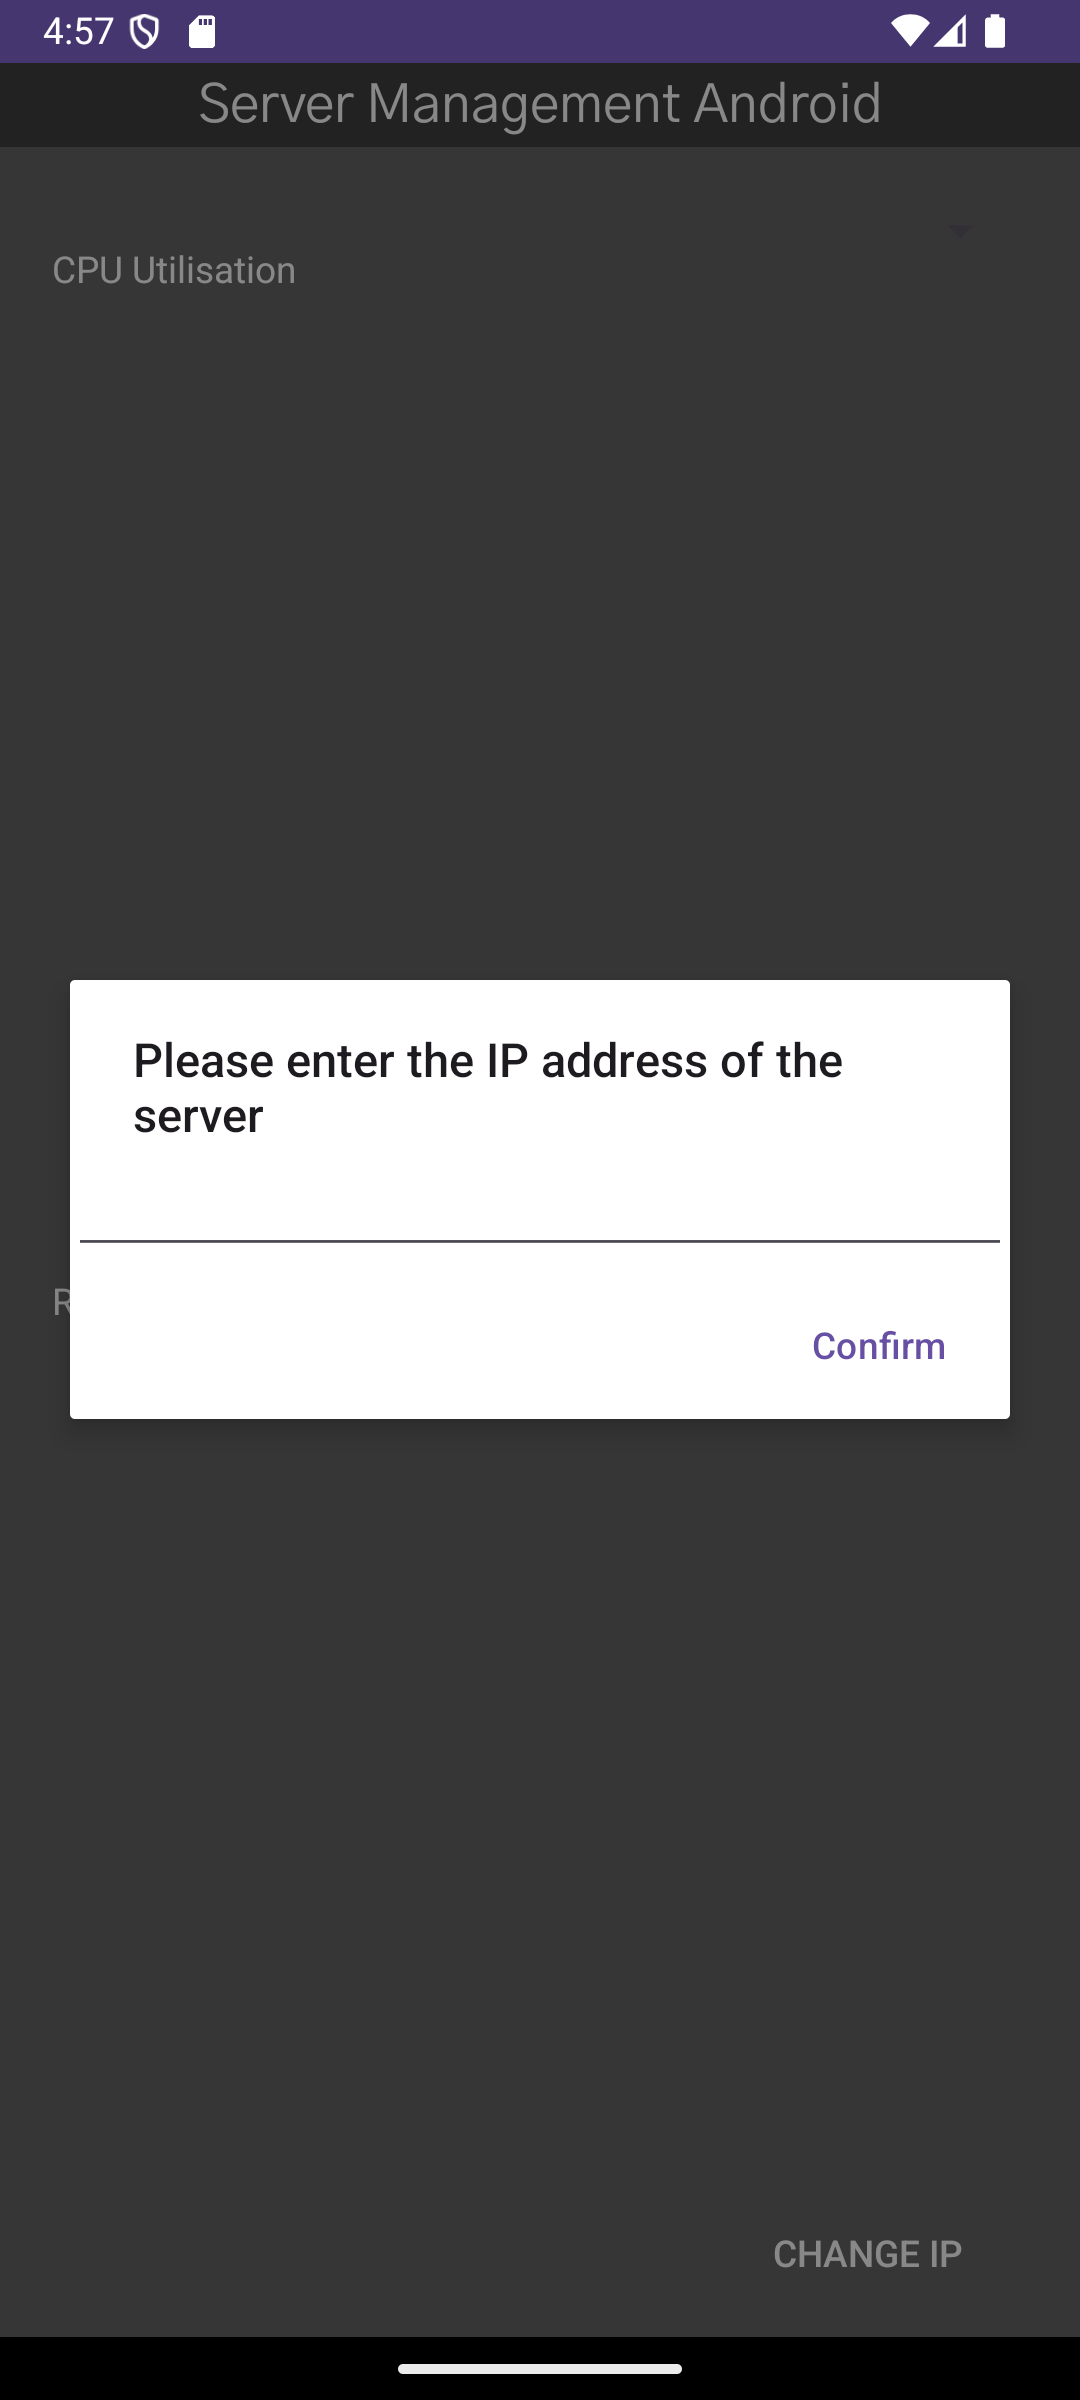 4:57
Server Management Android
CPU Utilisation
Please enter the IP address of the
server
R
Confirm
CHANGE IP